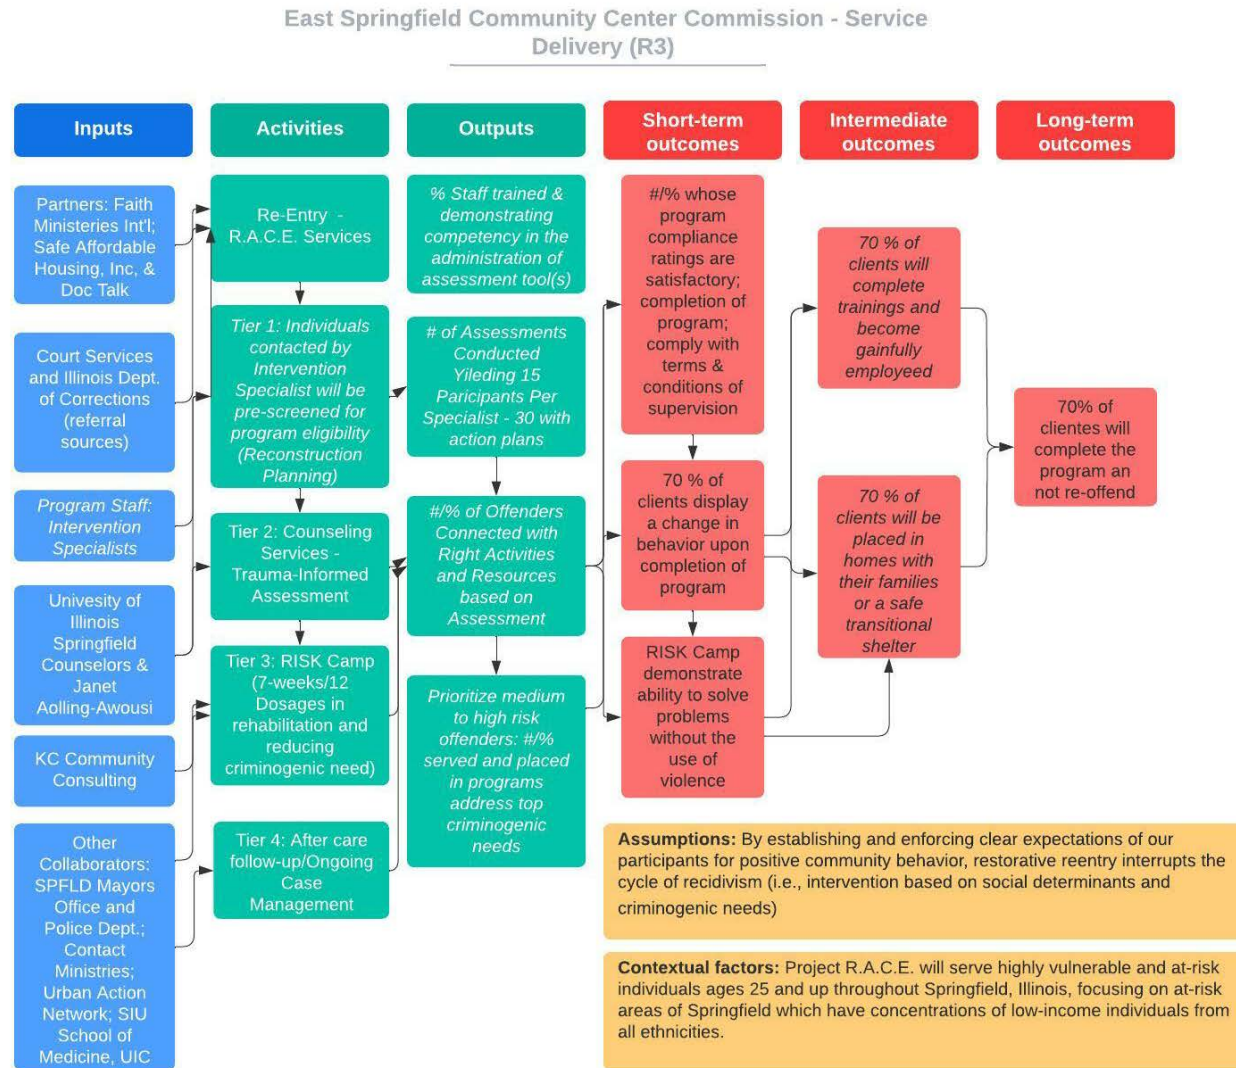 East Springfield Community Center Commission - Service
Delivery (R3)
Inputs
Activities
Outputs
Short-term
outcomes
Intermediate
outcomes
Long-term
outcomes
Partners: Faith
Ministeries Int'l;
Safe Affordable
Housing, Inc, &
Doc Talk
Court Services
and Illinois Dept.
of Corrections
(referral
sources)
Program Staff:
Intervention
Specialists
Univesity of
Illinois
Springfield
Counselors &
Janet
Aolling-Awousi
KC Community
Consulting
Other
Collaborators:
SPFLD Mayors
Office and
Police Dept.;
Contact
Ministries;
Urban Action
Network; SIU
School of
Medicine, UIC
Re-Entry -
R.A.C.E. Services
Tier 1: Individuals
contacted by
Intervention
Specialist will be
pre-screened for
program eligibility
(Reconstruction
Planning)
Tier 2: Counseling
Services -
Trauma-Informed
Assessment
Tier 3: RISK Camp
(7-weeks/12
Dosages in
rehabilitation and
reducing
criminogenic need)
Tier 4: After care
follow-up/Ongoing
Case
Management
% Staff trained &
demonstrating
competency in the
administration of
assessment tool(s)
# of Assessments
Conducted
Yileding 15
Paricipants Per
Specialist - 30 with
action plans
#/% of Offenders
Connected with
Right Activities
and Resources
based on
Assessment
Prioritize medium
to high risk
offenders: #/%
served and placed
in programs
address top
criminogenic
needs
#/% whose
program
compliance
ratings are
satisfactory;
completion of
program;
comply with
terms &
conditions of
supervision
70 % of
clients display
a change in
behavior upon
completion of
program
RISK Camp
demonstrate
ability to solve
problems
without the
use of
violence
70 % of
clients will
complete
trainings and
become
gainfully
employeed
70 % of
clients will be
placed in
homes with
their families
or a safe
transitional
shelter
70% of
clientes will
complete the
program an
not re-offend
Assumptions: By establishing and enforcing clear expectations of our
participants for positive community behavior, restorative reentry interrupts the
cycle of recidivism (i.e., intervention based on social determinants and
criminogenic needs)
Contextual factors: Project R.A.C.E. will serve highly vulnerable and at-risk
individuals ages 25 and up throughout Springfield, Illinois, focusing on at-risk
areas of Springfield which have concentrations of low-income individuals from
all ethnicities.